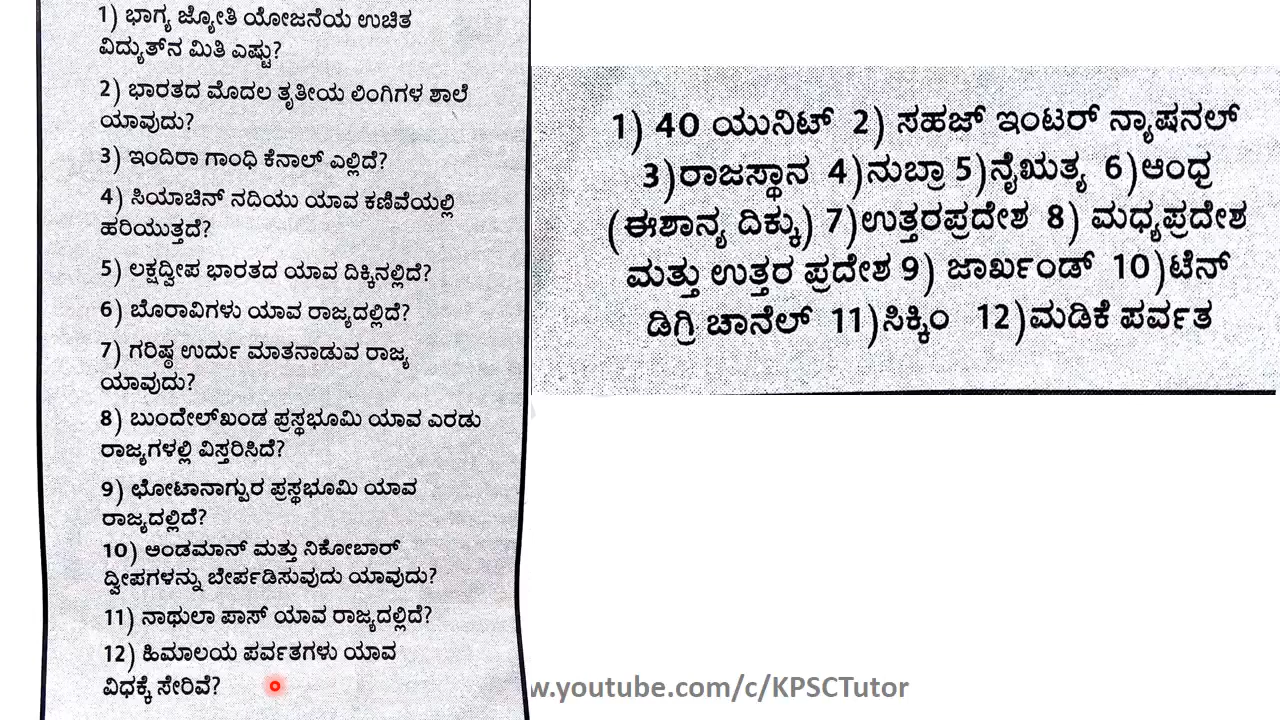 1) ಭಾಗ್ಯ ಜ್ಯೋತಿ ಯೋಜನೆಯ ಉಚಿತ
ವಿದ್ಯುತ್‌ನ ಮಿತಿ ಎಷ್ಟು?
2) ಭಾರತದ ಮೊದಲ ತೃತೀಯ ಲಿಂಗಿಗಳ ಶಾಲೆ
ಯಾವುದು?
3) ಇಂದಿರಾ ಗಾಂಧಿ ಕೆನಾಲ್ ಎಲ್ಲಿದೆ?
4) ಸಿಯಾಚಿನ್ ನದಿಯು ಯಾವ ಕಣಿವೆಯಲ್ಲಿ
ಹರಿಯುತ್ತದೆ?
5) ಲಕ್ಷದ್ವೀಪ ಭಾರತದ ಯಾವ ದಿಕ್ಕಿನಲ್ಲಿದೆ?
6) ಬೊರಾವಿಗಳು ಯಾವ ರಾಜ್ಯದಲ್ಲಿದೆ?
7) ಗರಿಷ್ಠ ಉರ್ದು ಮಾತನಾಡುವ ರಾಜ್ಯ
ಯಾವುದು?
8) ಬುಂದೇಲ್‌ಖಂಡ ಪ್ರಸ್ಥಭೂಮಿ ಯಾವ ಎರಡು
ರಾಜ್ಯಗಳಲ್ಲಿ ವಿಸ್ತರಿಸಿದೆ?
9) ಛೋಟಾನಾಗ್ಪುರ ಪ್ರಸ್ಥಭೂಮಿ ಯಾವ
ರಾಜ್ಯದಲ್ಲಿದೆ?
10) ಅಂಡಮಾನ್ ಮತ್ತು ನಿಕೋಬಾರ್
ದ್ವೀಪಗಳನ್ನು ಬೇರ್ಪಡಿಸುವುದು ಯಾವುದು?
11) ನಾಥುಲಾ ಪಾಸ್ ಯಾವ ರಾಜ್ಯದಲ್ಲಿದೆ?
12) ಹಿಮಾಲಯ ಪರ್ವತಗಳು ಯಾವ
ವಿಧಕ್ಕೆ ಸೇರಿವೆ?
1) 40 ಯುನಿಟ್ 2) ಸಹಜ್ ಇಂಟರ್ ನ್ಯಾಷನಲ್
3)ರಾಜಸ್ಥಾನ 4)ನುಬ್ರಾ 5)ನೈಋತ್ಯ 6)ಆಂಧ್ರ
(ಈಶಾನ್ಯ ದಿಕ್ಕು) 7)ಉತ್ತರಪ್ರದೇಶ 8) ಮಧ್ಯಪ್ರದೇಶ
ಮತ್ತು ಉತ್ತರ ಪ್ರದೇಶ 9) ಜಾರ್ಖಂಡ್ 10)ಟೆನ್
ಡಿಗ್ರಿ ಚಾನೆಲ್ 11)ಸಿಕ್ಕಿಂ 12)ಮಡಿಕೆ ಪರ್ವತ
w.youtube.com/c/KPSCTutor